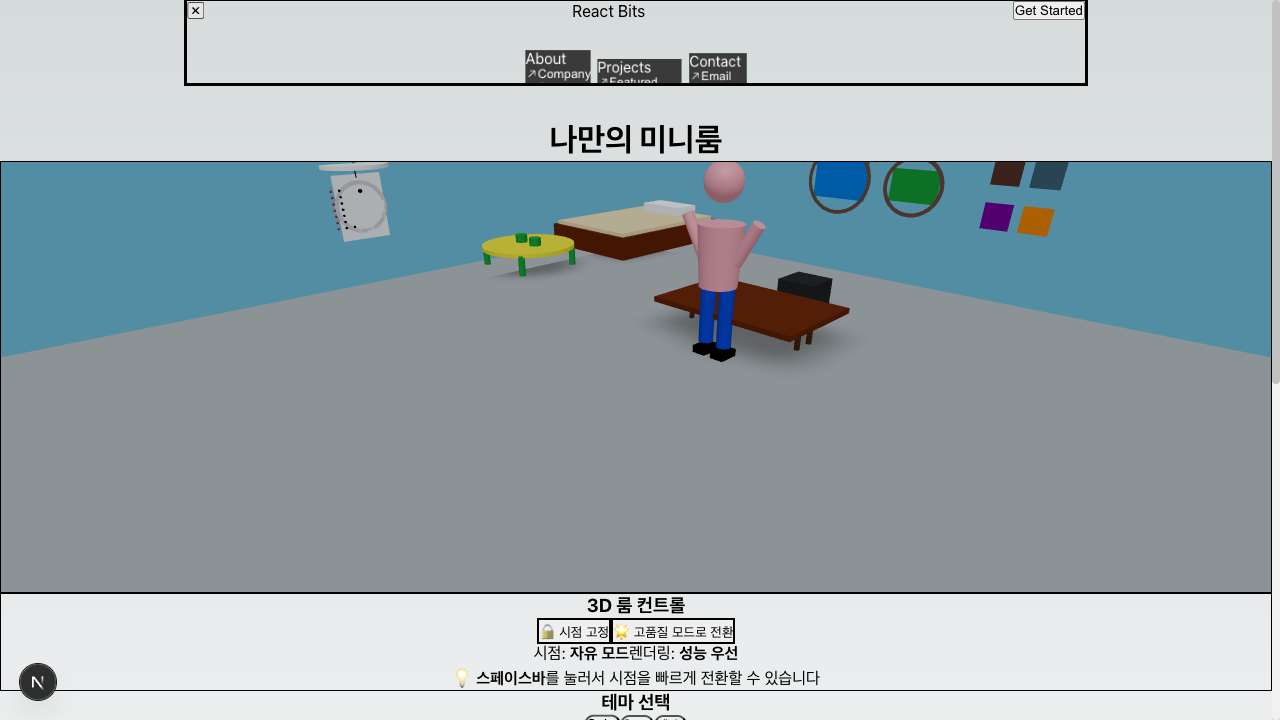 ✕ React Bits Get Started
About
↗Company
Projects
↗Featured
Contact
↗Email
나만의 미니룸
3D 룸 컨트롤
🔒 시점 고정 🌟 고품질 모드로 전환
시점: 자유 모드렌더링: 성능 우선
💡 스페이스바를 눌러서 시점을 빠르게 전환할 수 있습니다
테마 선택
N